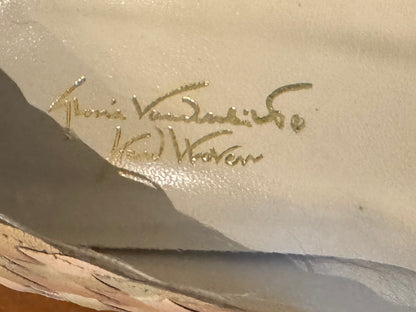 Gloria Vanderbilt ®
Hand Woven